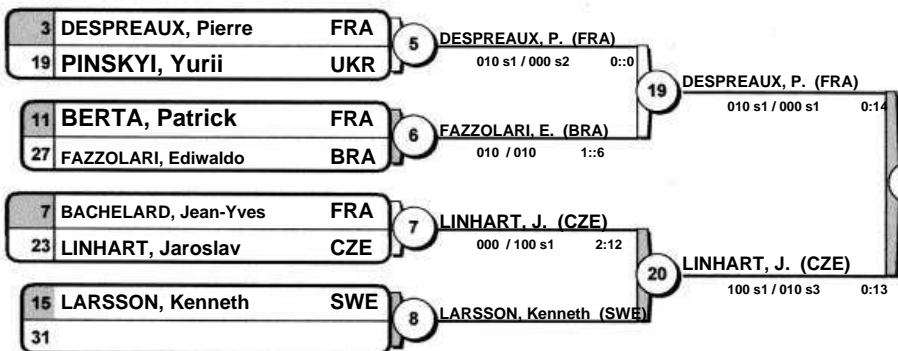 3 DESPREAUX, Pierre FRA
19 PINSKYI, Yurii UKR
5
DESPREAUX, P. (FRA)
010 s1 / 000 s2 0::0
11 BERTA, Patrick FRA
27 FAZZOLARI, Ediwaldo BRA
6
FAZZOLARI, E. (BRA)
010 / 010 1::6
19
DESPREAUX, P. (FRA)
010 s1 / 000 s1 0:14
7 BACHELARD, Jean-Yves FRA
23 LINHART, Jaroslav CZE
7
LINHART, J. (CZE)
000 / 100 s1 2:12
15 LARSSON, Kenneth SWE
31
8
LARSSON, Kenneth (SWE)
20
LINHART, J. (CZE)
100 s1 / 010 s3 0:13